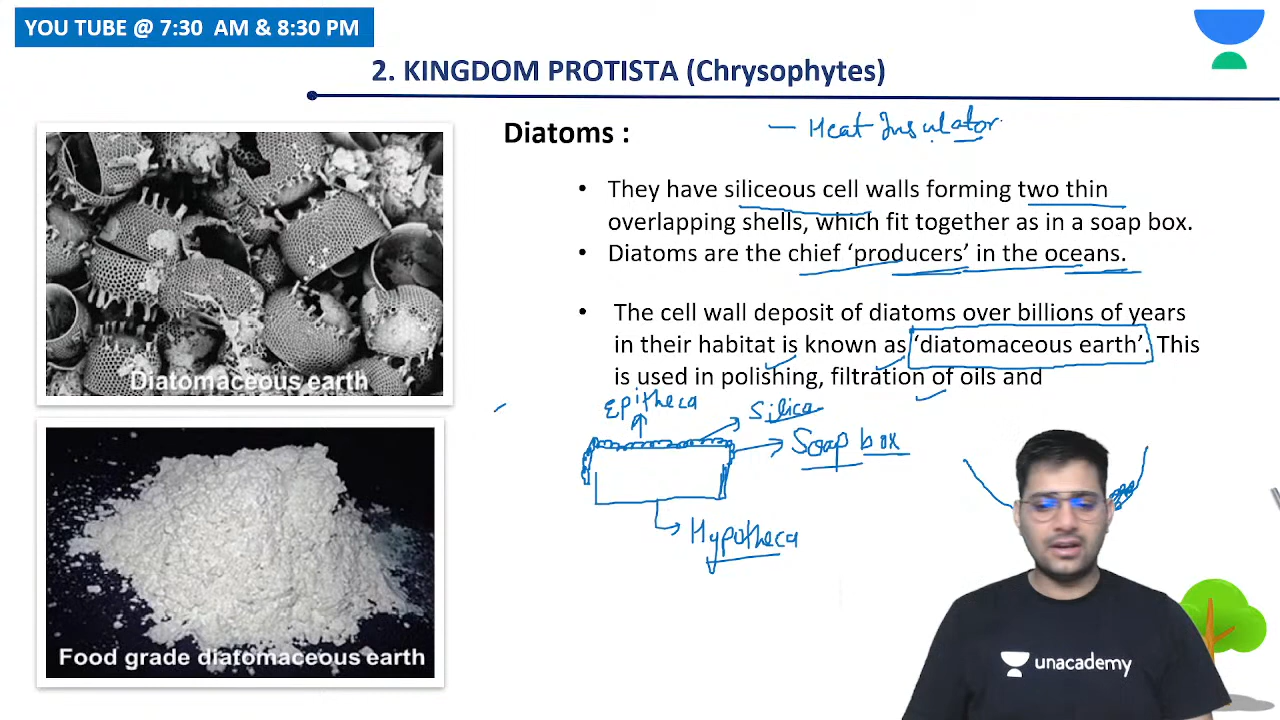 YOU TUBE @ 7:30 AM & 8:30 PM
2. KINGDOM PROTISTA (Chrysophytes)
Diatoms :
— Heat Insulator
• They have siliceous cell walls forming two thin
overlapping shells, which fit together as in a soap box.
• Diatoms are the chief ‘producers’ in the oceans.
• The cell wall deposit of diatoms over billions of years
in their habitat is known as ‘diatomaceous earth’. This
is used in polishing, filtration of oils and
Diatomaceous earth
Epitheca
Silica
Soap box
Hypotheca
Food grade diatomaceous earth
unacademy